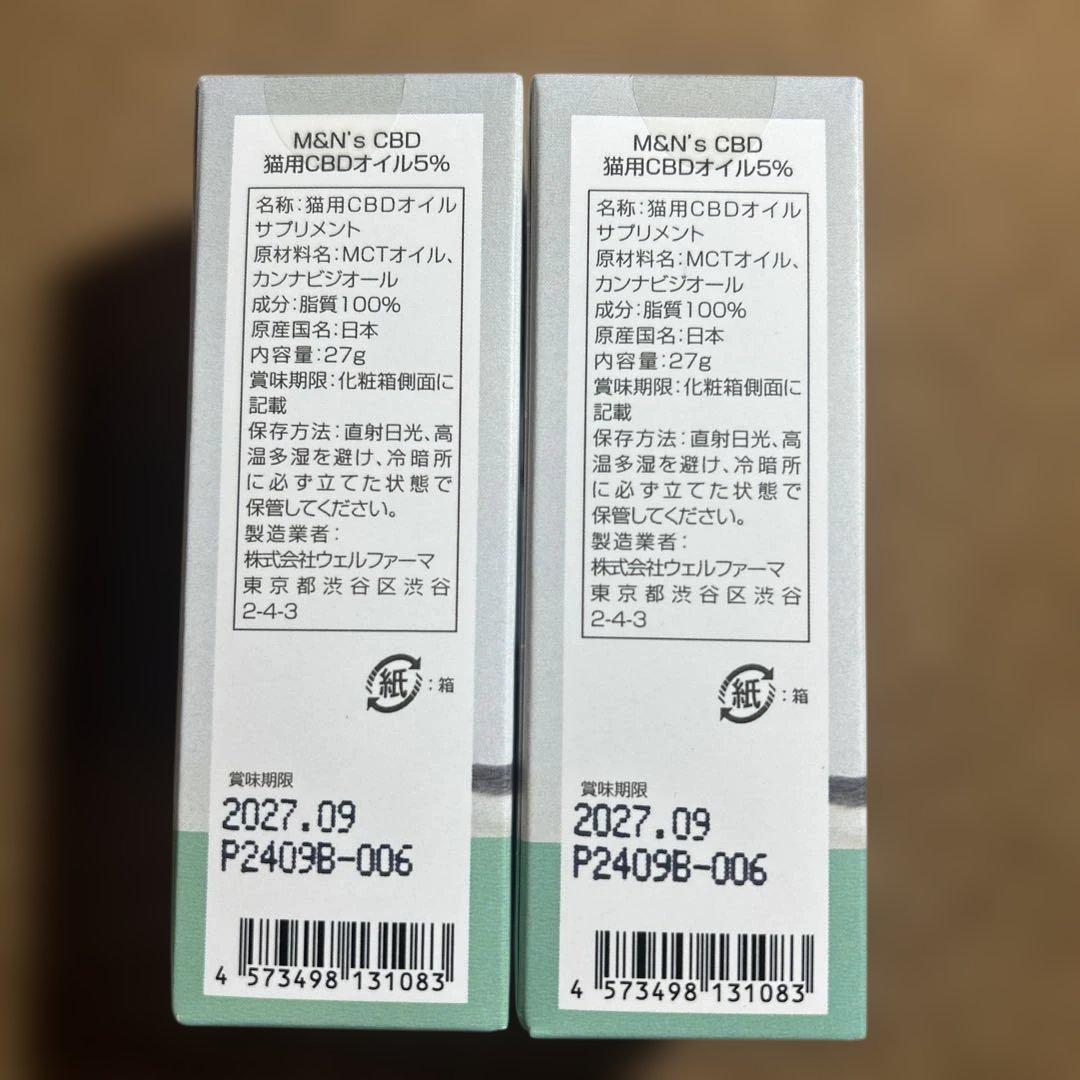 M&N's CBD
猫用CBDオイル5%
名称:猫用CBDオイル
サプリメント
原材料名:MCTオイル、
カンナビジオール
成分:脂質100%
原産国名:日本
内容量:27g
賞味期限:化粧箱側面に
記載
保存方法:直射日光、高
温多湿を避け、冷暗所
に必ず立てた状態で
保管してください。
製造業者:
株式会社ウェルファーマ
東京都渋谷区渋谷
2-4-3
紙:箱
賞味期限
2027.09
P2409B-006
4 573498 131083
M&N's CBD
猫用CBDオイル5%
名称:猫用CBDオイル
サプリメント
原材料名:MCTオイル、
カンナビジオール
成分:脂質100%
原産国名:日本
内容量:27g
賞味期限:化粧箱側面に
記載
保存方法:直射日光、高
温多湿を避け、冷暗所
に必ず立てた状態で
保管してください。
製造業者:
株式会社ウェルファーマ
東京都渋谷区渋谷
2-4-3
紙:箱
賞味期限
2027.09
P2409B-006
4 573498 131083